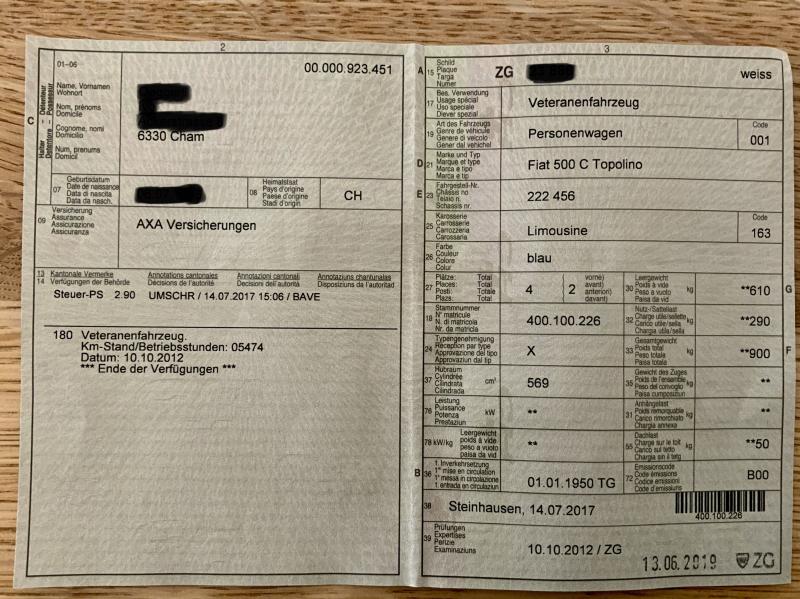 2
01–06
00.000.923.451
Halter - Détenteur
Detentore - Possessur
C
Name, Vornamen
Wohnort
Nom, prénoms
Domicile
Cognome, nomi
Domicilio
Num, prenums
Domicil
6330 Cham
07
Geburtsdatum
Date de naissance
Data di nascita
Data da nasch.
08
Heimatstaat
Pays d'origine
Paese d'origine
Stadi d'origin
CH
09
Versicherung
Assurance
Assicurazione
Assicuranza
AXA Versicherungen
13
14
Kantonale Vermerke
Verfügungen der Behörde
Annotations cantonales
Décisions de l'autorité
Annotazioni cantonali
Decisioni dell'autorità
Annotaziuns chantunalas
Disposiziuns da l'autoritad
Steuer-PS 2.90 UMSCHR / 14.07.2017 15:06 / BAVE
180 Veteranenfahrzeug.
Km-Stand/Betriebsstunden: 05474
Datum: 10.10.2012
*** Ende der Verfügungen ***
3
A 15
Schild
Plaque
Targa
Numer
ZG
weiss
17
Bes. Verwendung
Usage spécial
Uso speciale
Diever spezial
Veteranenfahrzeug
19
Art des Fahrzeugs
Genre de véhicule
Genere di veicolo
Gener dal vehichel
Personenwagen
Code
001
D 21
Marke und Typ
Marque et type
Marca e tipo
Marca e tip
Fiat 500 C Topolino
E 23
Fahrgestell-Nr.
Châssis no
Telaio n.
Schassis nr.
222 456
25
Karosserie
Carrosserie
Carrozzeria
Carossaria
Limousine
Code
163
26
Farbe
Couleur
Colore
Colur
blau
27
Plätze: Total
Places: Total
Posti: Totale
Plazs: Total
4
2
vorne)
avant)
anteriori)
davant)
30
Leergewicht
Poids à vide
Peso a vuoto
Paisa da vid
kg
**610
G
18
Stammnummer
N° matricule
N. di matricola
Nr. da matricla
400.100.226
32
Nutz-/Sattellast
Charge utile/sellette
Carico utile/sella
Chargia utila/sella
kg
**290
24
Typengenehmigung
Réception par type
Approvazione del tipo
Approvaziun dal tip
X
33
Gesamtgewicht
Poids total
Peso totale
Paisa totala
kg
**900
F
37
Hubraum
Cylindrée
Cilindrata
Cilindrada
cm³
569
35
Gewicht des Zuges
Poids de l'ensemble
Peso del convoglio
Paisa cumposiziun
kg
**
76
Leistung
Puissance
Potenza
Prestaziun
kW
**
31
Anhängelast
Poids remorquable
Carico rimorchiato
Chargia annexa
kg
**
78 kW/kg
Leergewicht
poids à vide
peso a vuoto
paisa da vid
**
55
Dachlast
Charge sur le toit
Carico sul tetto
Chargia sin il tetg
kg
**50
B 36
1. Inverkehrsetzung
1re mise en circulation
1a messa in circolazione
1. entrada en circulaziun
01.01.1950 TG
72
Emissionscode
Code émissions
Codice emissioni
Code d'emissiuns
B00
38
Steinhausen, 14.07.2017
400.100.226
39
Prüfungen
Expertises
Perizie
Examinaziuns
10.10.2012 / ZG
13.06.2019
ZG